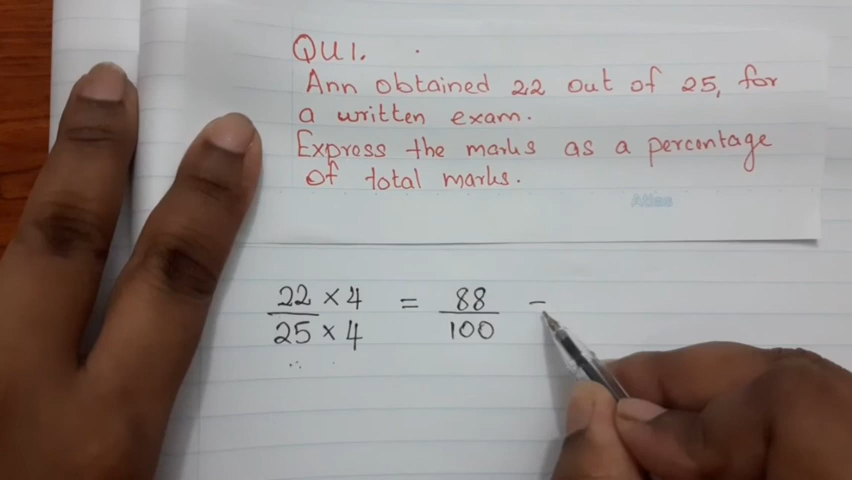 QU1.
Ann obtained 22 out of 25, for
a written exam.
Express the marks as a percentage
of total marks.
22 × 4 = 88 -
25 × 4 100